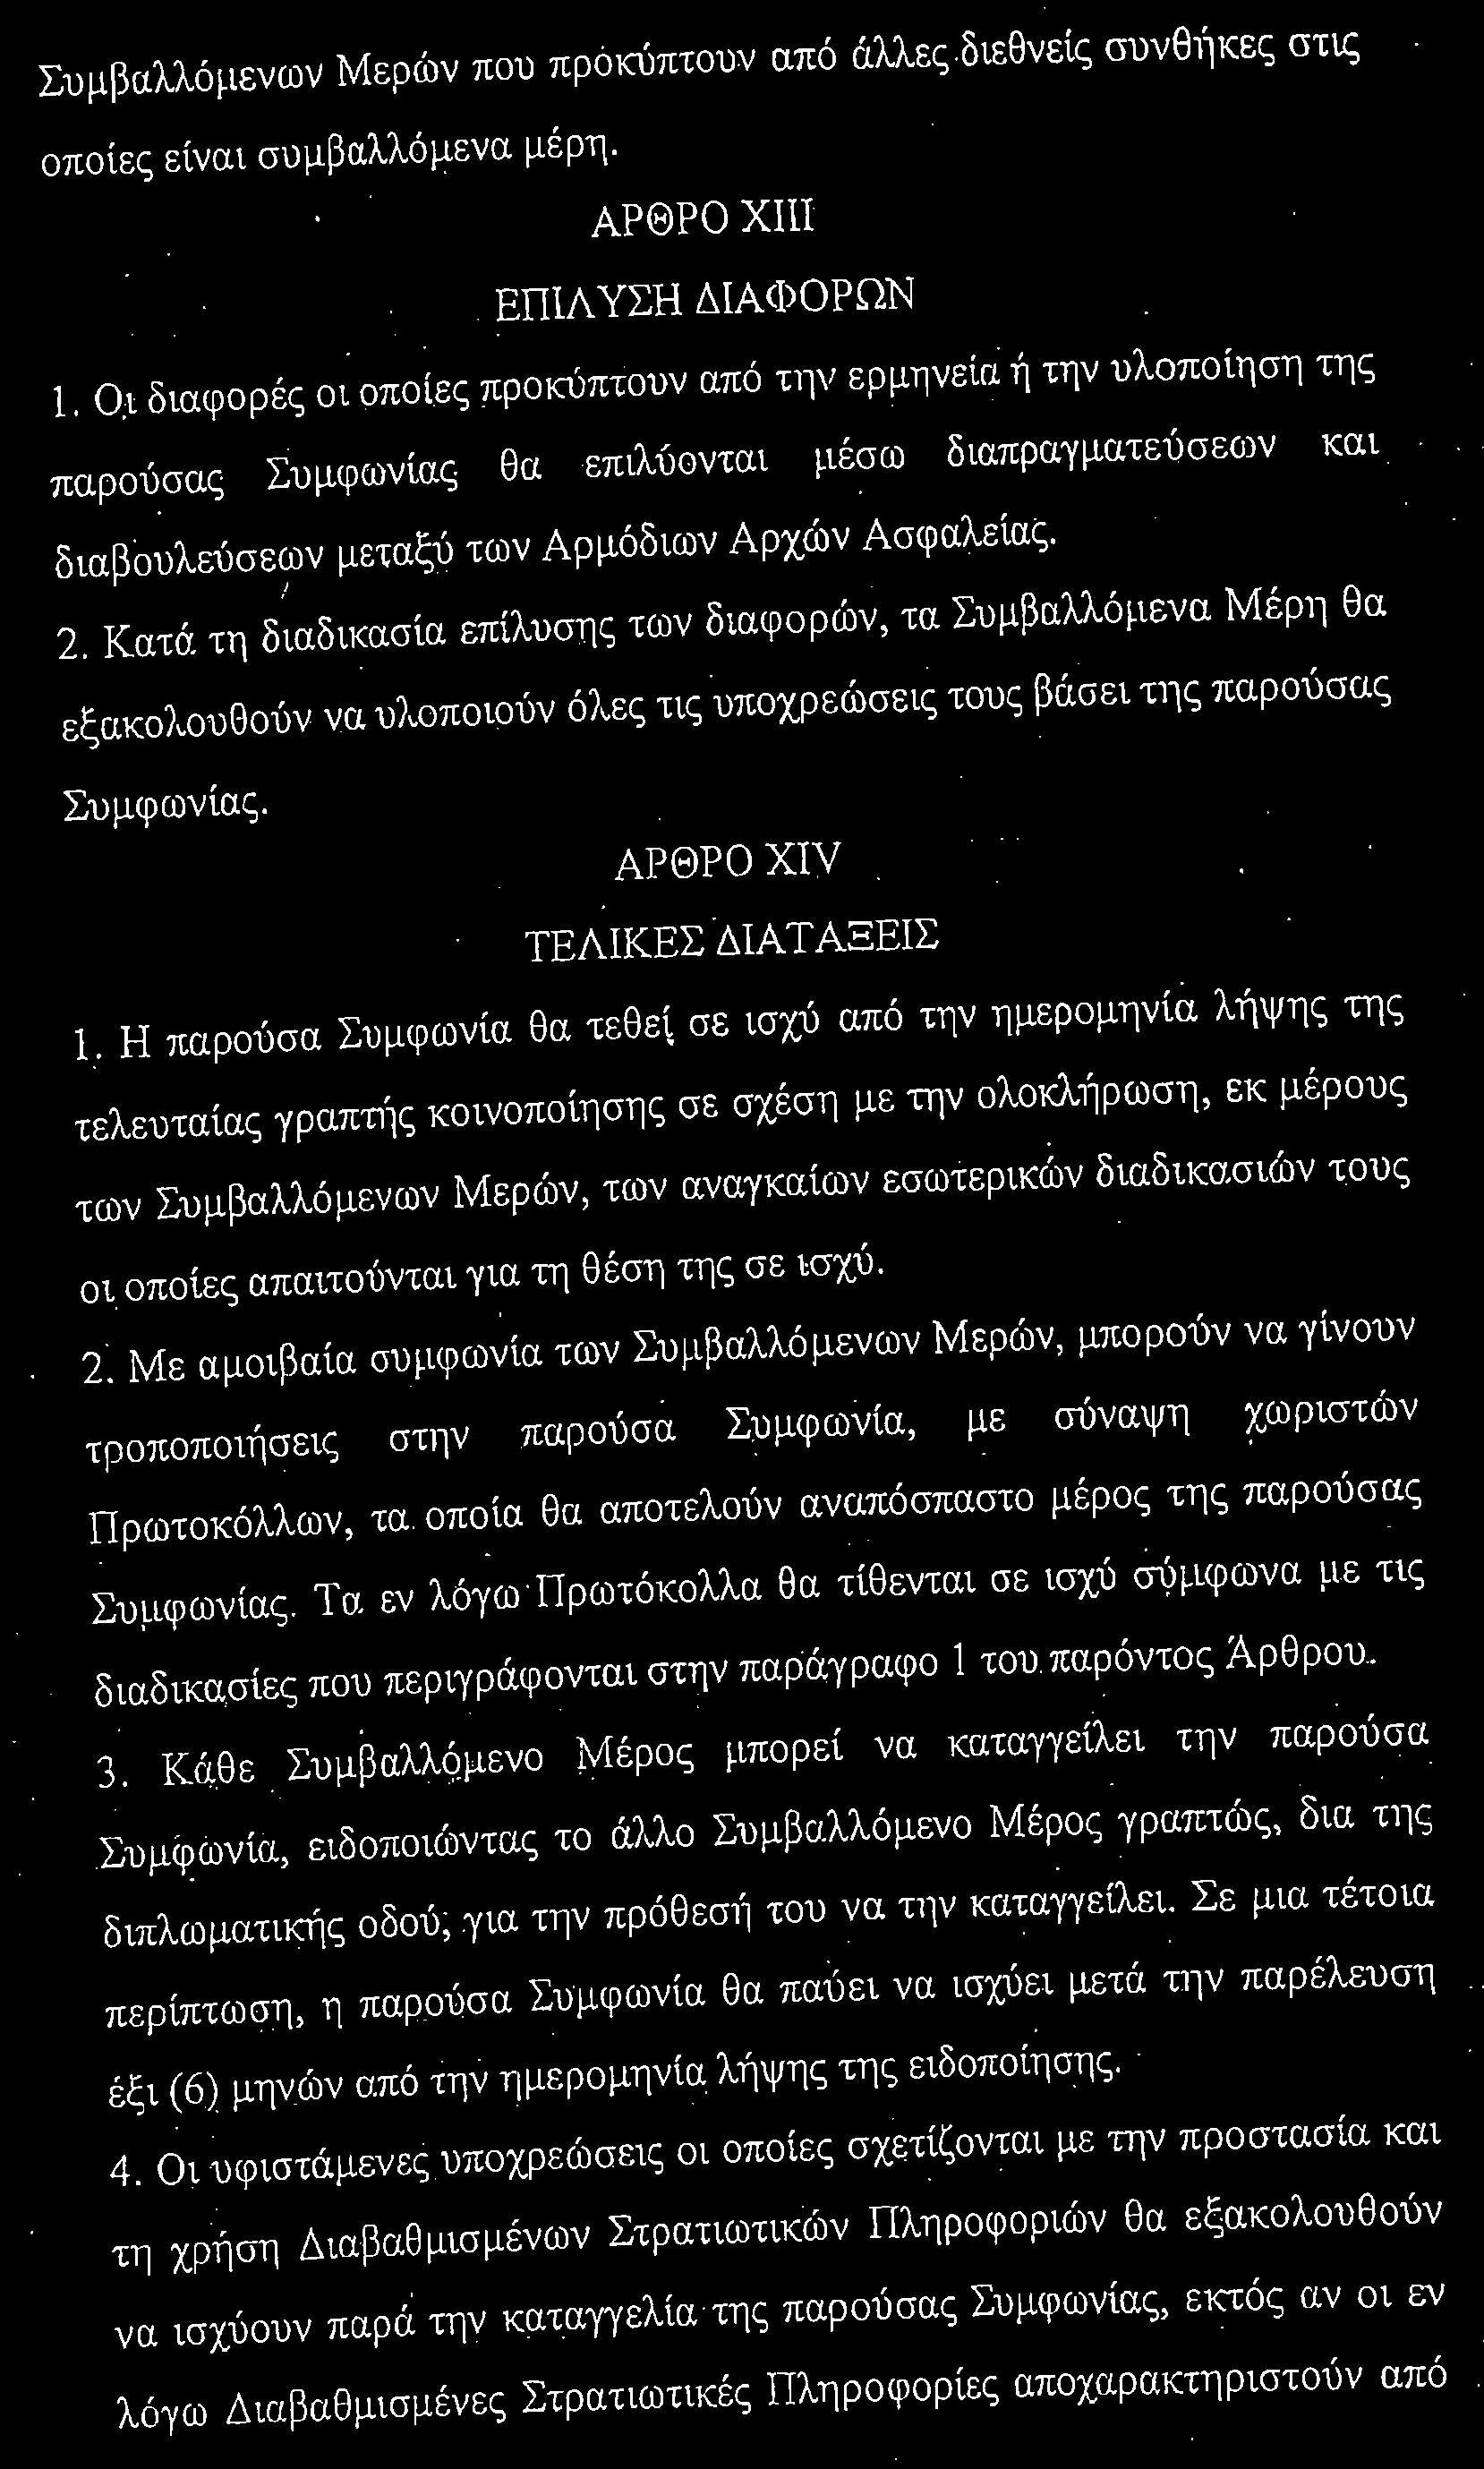 Συμβαλλόμενων Μερών που προκύπτουν από άλλες διεθνείς συνθήκες στις
οποίες είναι συμβαλλόμενα μέρη.
ΑΡΘΡΟ XIII
ΕΠΙΛΥΣΗ ΔΙΑΦΟΡΩΝ
1. Οι διαφορές οι οποίες προκύπτουν από την ερμηνεία ή την υλοποίηση της
παρούσας Συμφωνίας θα επιλύονται μέσω διαπραγματεύσεων και
διαβουλεύσεων μεταξύ των Αρμόδιων Αρχών Ασφαλείας.
2. Κατά τη διαδικασία επίλυσης των διαφορών, τα Συμβαλλόμενα Μέρη θα
εξακολουθούν να υλοποιούν όλες τις υποχρεώσεις τους βάσει της παρούσας
Συμφωνίας.
ΑΡΘΡΟ XIV
ΤΕΛΙΚΕΣ ΔΙΑΤΑΞΕΙΣ
1. Η παρούσα Συμφωνία θα τεθεί σε ισχύ από την ημερομηνία λήψης της
τελευταίας γραπτής κοινοποίησης σε σχέση με την ολοκλήρωση, εκ μέρους
των Συμβαλλόμενων Μερών, των αναγκαίων εσωτερικών διαδικασιών τους
οι οποίες απαιτούνται για τη θέση της σε ισχύ.
2. Με αμοιβαία συμφωνία των Συμβαλλόμενων Μερών, μπορούν να γίνουν
τροποποιήσεις στην παρούσα Συμφωνία, με σύναψη χωριστών
Πρωτοκόλλων, τα οποία θα αποτελούν αναπόσπαστο μέρος της παρούσας
Συμφωνίας. Τα εν λόγω Πρωτόκολλα θα τίθενται σε ισχύ σύμφωνα με τις
διαδικασίες που περιγράφονται στην παράγραφο 1 του παρόντος Άρθρου.
3. Κάθε Συμβαλλόμενο Μέρος μπορεί να καταγγείλει την παρούσα
Συμφωνία, ειδοποιώντας το άλλο Συμβαλλόμενο Μέρος γραπτώς, δια της
διπλωματικής οδού, για την πρόθεσή του να την καταγγείλει. Σε μια τέτοια
περίπτωση, η παρούσα Συμφωνία θα παύει να ισχύει μετά την παρέλευση
έξι (6) μηνών από την ημερομηνία λήψης της ειδοποίησης.
4. Οι υφιστάμενες υποχρεώσεις οι οποίες σχετίζονται με την προστασία και
τη χρήση Διαβαθμισμένων Στρατιωτικών Πληροφοριών θα εξακολουθούν
να ισχύουν παρά την καταγγελία της παρούσας Συμφωνίας, εκτός αν οι εν
λόγω Διαβαθμισμένες Στρατιωτικές Πληροφορίες αποχαρακτηριστούν από